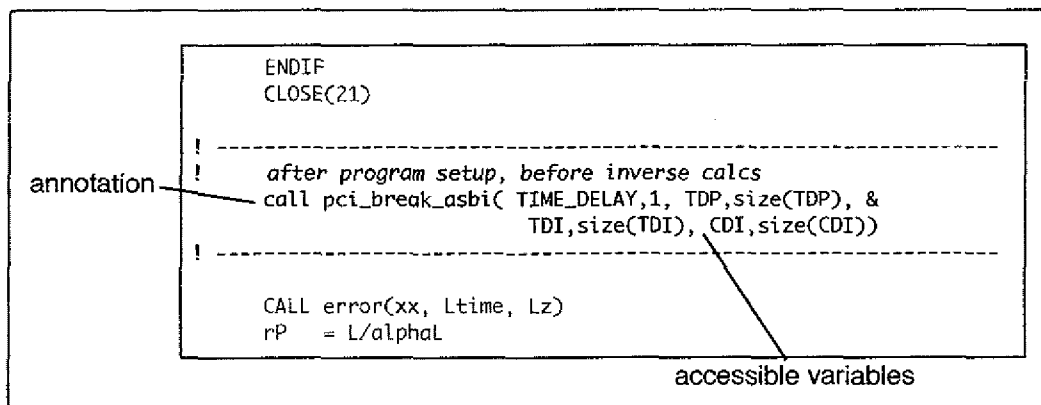 ENDIF
CLOSE(21)
! ------------------------------------------------------------
! after program setup, before inverse calcs
annotation
call pci_break_asbi( TIME_DELAY,1, TDP,size(TDP), &
TDI,size(TDI), CDI,size(CDI))
! ------------------------------------------------------------
CALL error(xx, Ltime, Lz)
rP = L/alphaL
accessible variables